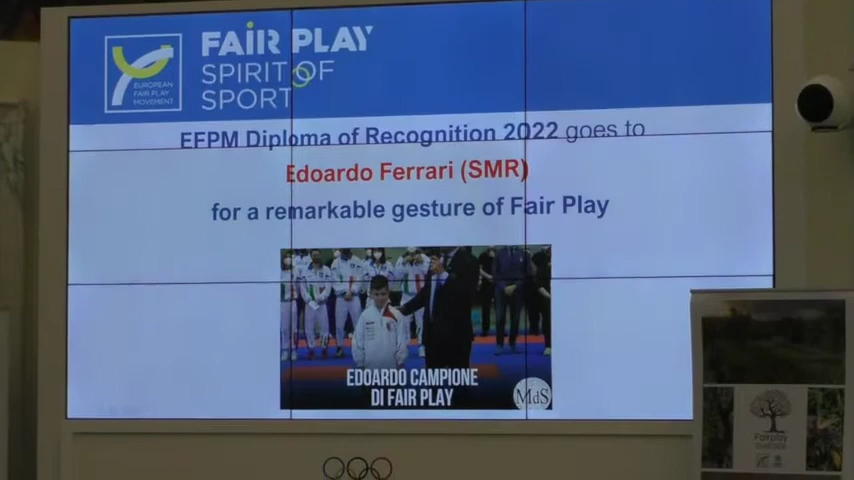 FAIR PLAY
SPIRIT OF
SPORT
EUROPEAN
FAIR PLAY
MOVEMENT
EFPM Diploma of Recognition 2022 goes to
Edoardo Ferrari (SMR)
for a remarkable gesture of Fair Play
EDOARDO CAMPIONE
DI FAIR PLAY
MdS
Fairplay